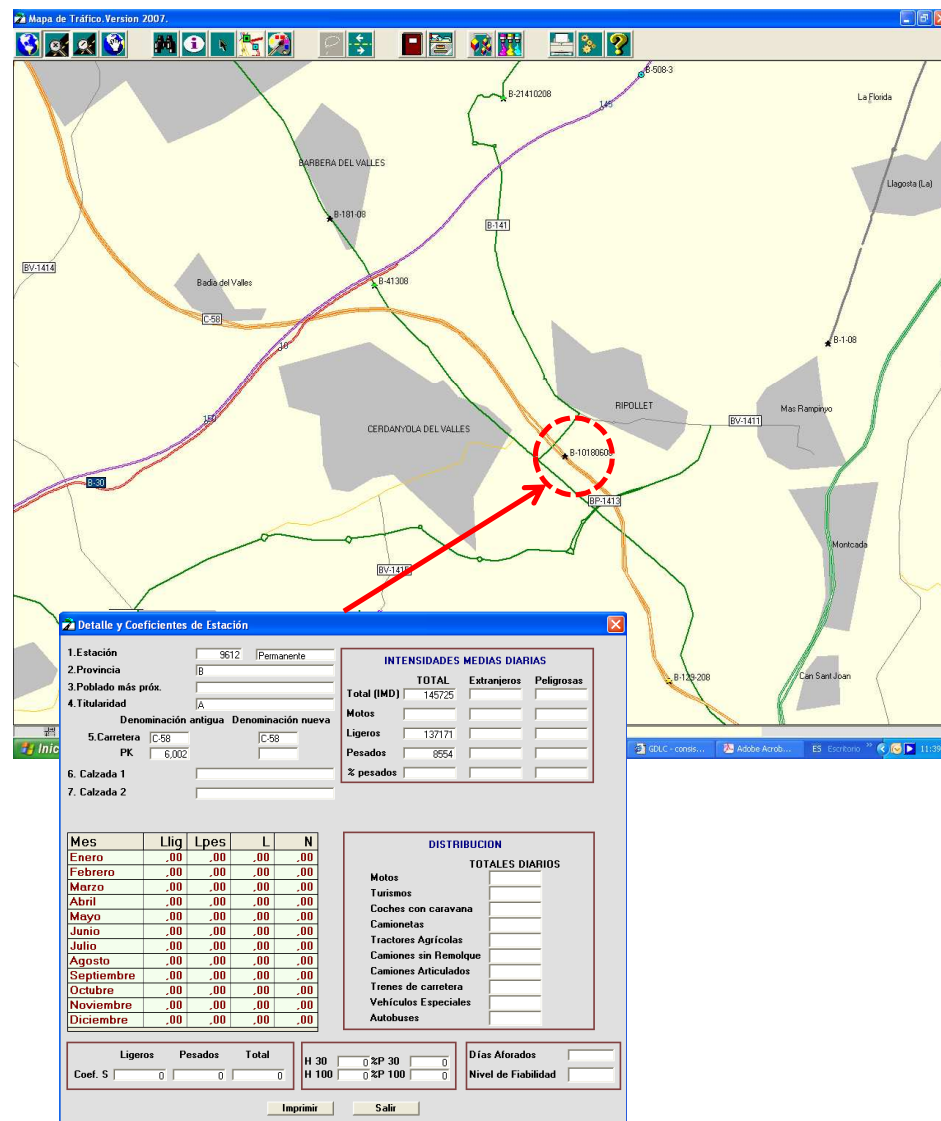 Mapa de Tráfico.Version 2007.
B-508-3
145
La Florida
B-21410208
BARBERA DEL VALLES
Llagosta (La)
B-181-08
B-141
BV-1414
Badia del Valles
B-41308
C-58
10
B-1-08
RIPOLLET
Mas Rampinyo
150
BV-1411
CERDANYOLA DEL VALLES
B-10180608
B-30
BP-1413
Montcada
BV-1415
B-129-208
Can Sant Joan
Inic
GDLC - consis...
Adobe Acrob...
ES
Escritorio
11:39
Detalle y Coeficientes de Estación
1.Estación 9612 Permanente
2.Provincia B
3.Poblado más próx.
4.Titularidad A
Denominación antigua Denominación nueva
5.Carretera C-58 C-58
PK 6,002
6. Calzada 1
7. Calzada 2
INTENSIDADES MEDIAS DIARIAS
TOTAL Extranjeros Peligrosas
Total (IMD) 145725
Motos
Ligeros 137171
Pesados 8554
% pesados
Mes Llig Lpes L N
Enero ,00 ,00 ,00 ,00
Febrero ,00 ,00 ,00 ,00
Marzo ,00 ,00 ,00 ,00
Abril ,00 ,00 ,00 ,00
Mayo ,00 ,00 ,00 ,00
Junio ,00 ,00 ,00 ,00
Julio ,00 ,00 ,00 ,00
Agosto ,00 ,00 ,00 ,00
Septiembre ,00 ,00 ,00 ,00
Octubre ,00 ,00 ,00 ,00
Noviembre ,00 ,00 ,00 ,00
Diciembre ,00 ,00 ,00 ,00
DISTRIBUCION
TOTALES DIARIOS
Motos
Turismos
Coches con caravana
Camionetas
Tractores Agrícolas
Camiones sin Remolque
Camiones Articulados
Trenes de carretera
Vehículos Especiales
Autobuses
Ligeros Pesados Total
Coef. S 0 0 0
H 30 0 %P 30 0
H 100 0 %P 100 0
Días Aforados
Nivel de Fiabilidad
Imprimir Salir